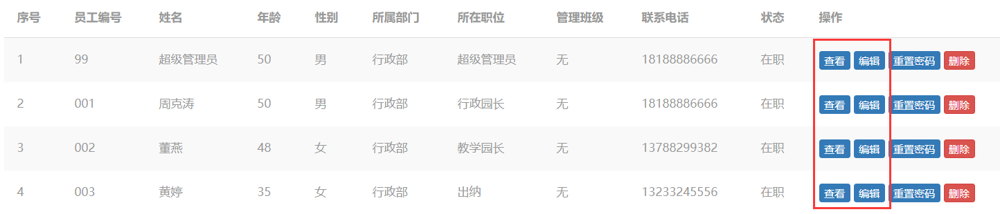 序号 员工编号 姓名 年龄 性别 所属部门 所在职位 管理班级 联系电话 状态 操作
1 99 超级管理员 50 男 行政部 超级管理员 无 18188886666 在职 查看 编辑 重置密码 删除
2 001 周克涛 50 男 行政部 行政园长 无 18188886666 在职 查看 编辑 重置密码 删除
3 002 董燕 48 女 行政部 教学园长 无 13788299382 在职 查看 编辑 重置密码 删除
4 003 黄婷 35 女 行政部 出纳 无 13233245556 在职 查看 编辑 重置密码 删除